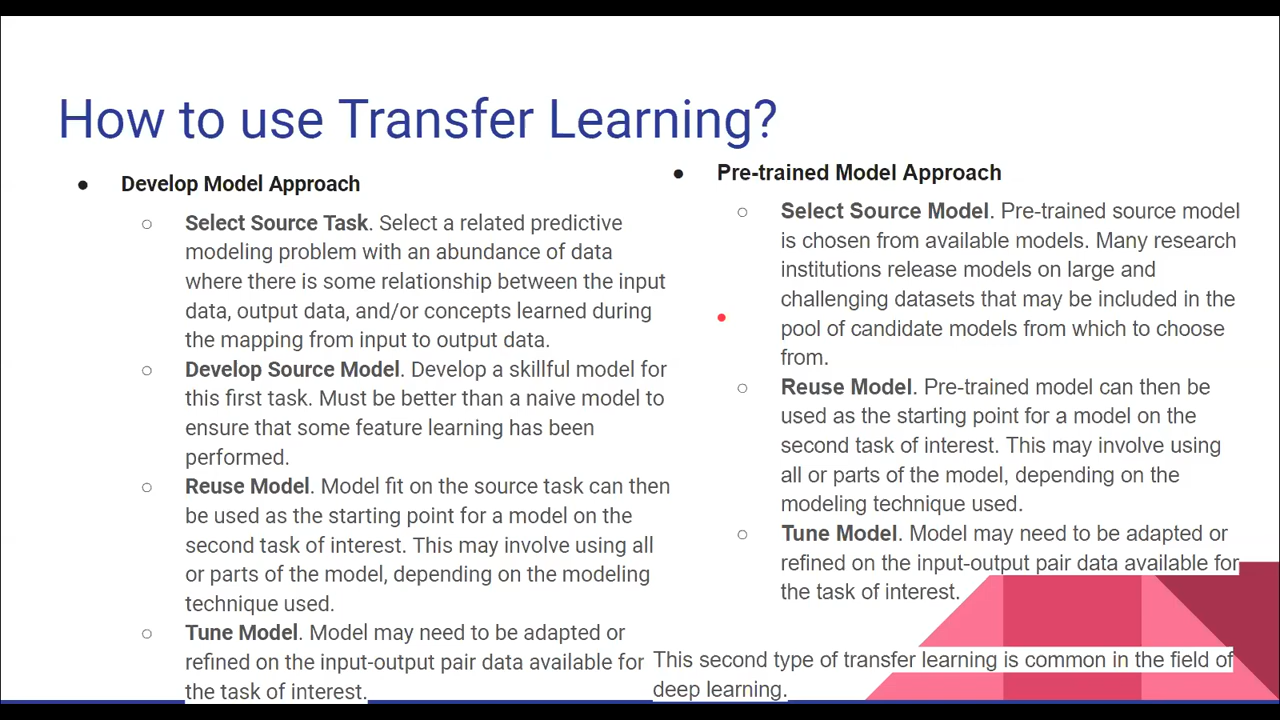 How to use Transfer Learning?
● Develop Model Approach
○ Select Source Task. Select a related predictive
modeling problem with an abundance of data
where there is some relationship between the input
data, output data, and/or concepts learned during
the mapping from input to output data.
○ Develop Source Model. Develop a skillful model for
this first task. Must be better than a naive model to
ensure that some feature learning has been
performed.
○ Reuse Model. Model fit on the source task can then
be used as the starting point for a model on the
second task of interest. This may involve using all
or parts of the model, depending on the modeling
technique used.
○ Tune Model. Model may need to be adapted or
refined on the input-output pair data available for
the task of interest.
● Pre-trained Model Approach
○ Select Source Model. Pre-trained source model
is chosen from available models. Many research
institutions release models on large and
challenging datasets that may be included in the
pool of candidate models from which to choose
from.
○ Reuse Model. Pre-trained model can then be
used as the starting point for a model on the
second task of interest. This may involve using
all or parts of the model, depending on the
modeling technique used.
○ Tune Model. Model may need to be adapted or
refined on the input-output pair data available for
the task of interest.
This second type of transfer learning is common in the field of
deep learning.